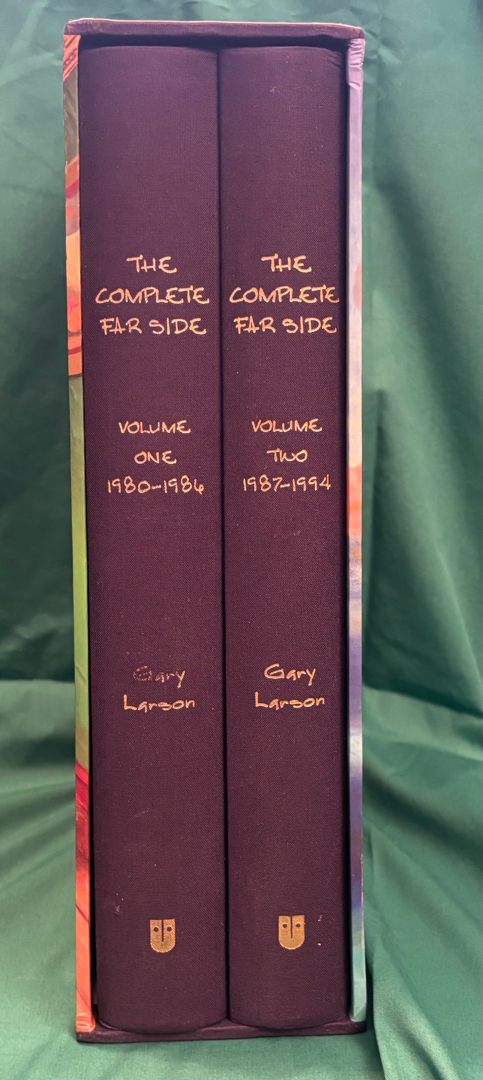 THE
COMPLETE
FAR SIDE
VOLUME
ONE
1980-1986
Gary
Larson
THE
COMPLETE
FAR SIDE
VOLUME
TWO
1987-1994
Gary
Larson